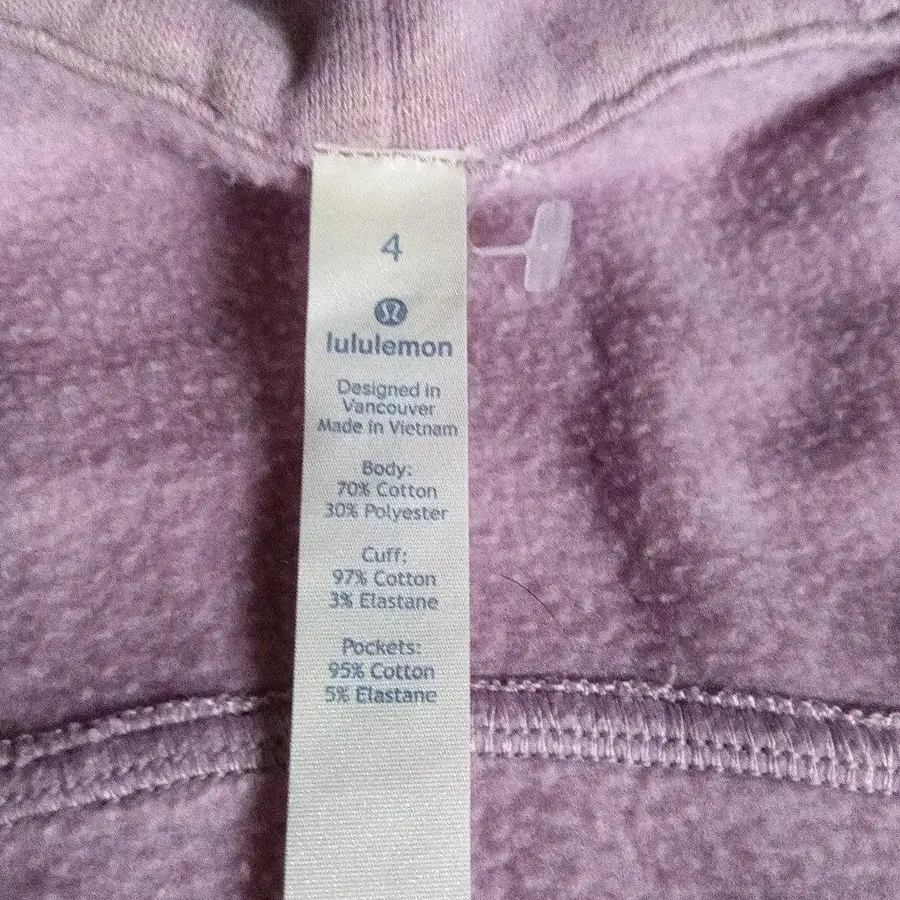 4
lululemon
Designed in
Vancouver
Made in Vietnam
Body:
70% Cotton
30% Polyester
Cuff:
97% Cotton
3% Elastane
Pockets:
95% Cotton
5% Elastane